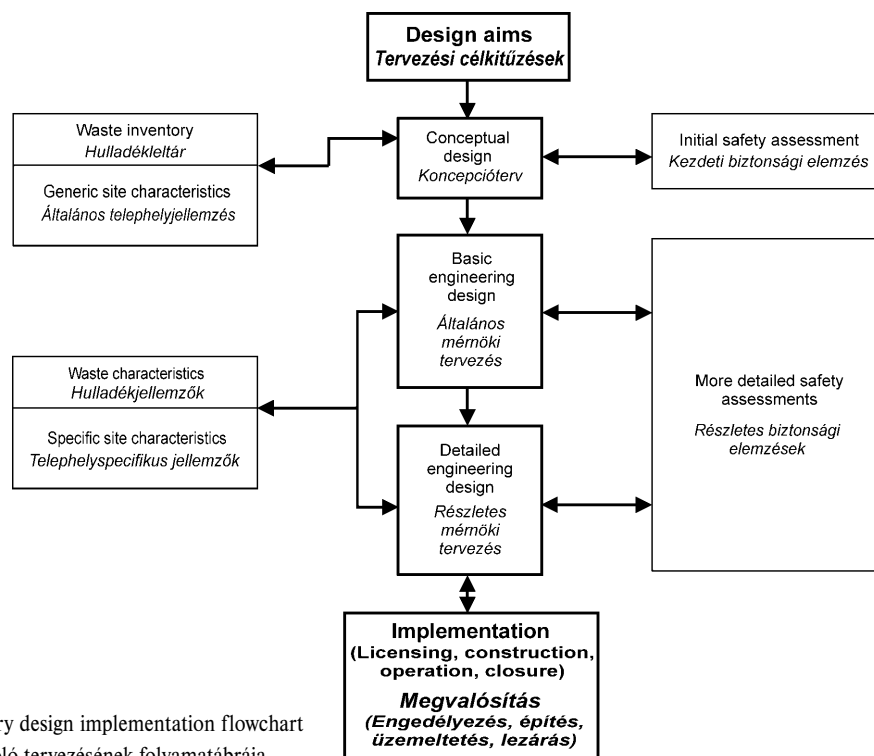 Design aims
Tervezési célkitűzések
Waste inventory
Hulladékleltár
Generic site characteristics
Általános telephelyjellemzés
Conceptual
design
Koncepcióterv
Initial safety assessment
Kezdeti biztonsági elemzés
Basic
engineering
design
Általános
mérnöki
tervezés
Waste characteristics
Hulladékjellemzők
Specific site characteristics
Telephelyspecifikus jellemzők
More detailed safety
assessments
Részletes biztonsági
elemzések
Detailed
engineering
design
Részletes
mérnöki
tervezés
Implementation
(Licensing, construction,
operation, closure)
Megvalósítás
(Engedélyezés, építés,
üzemeltetés, lezárás)
design implementation flowchart
tervezésének folyamatábrája